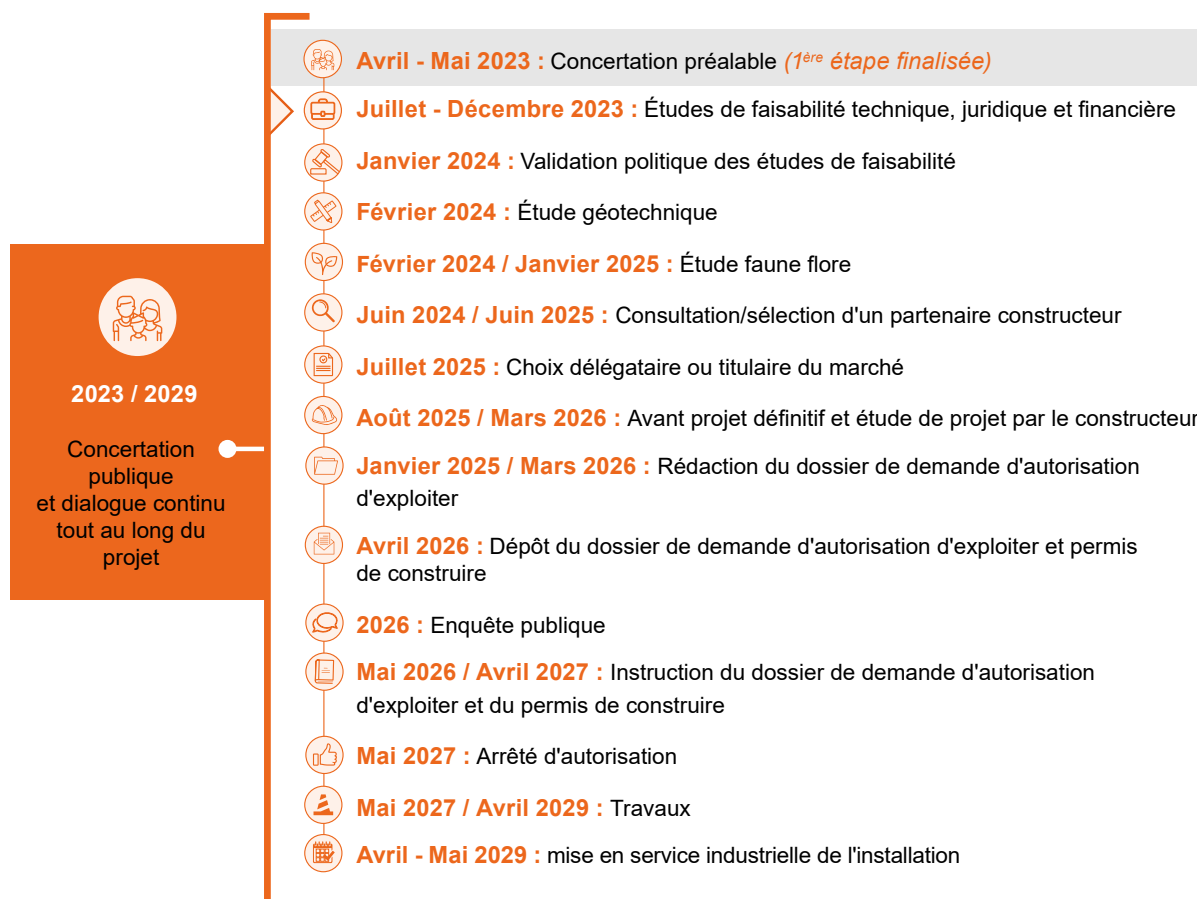 Avril - Mai 2023 : Concertation préalable (1ère étape finalisée)
Juillet - Décembre 2023 : Études de faisabilité technique, juridique et financière
Janvier 2024 : Validation politique des études de faisabilité
Février 2024 : Étude géotechnique
Février 2024 / Janvier 2025 : Étude faune flore
Juin 2024 / Juin 2025 : Consultation/sélection d'un partenaire constructeur
Juillet 2025 : Choix délégataire ou titulaire du marché
Août 2025 / Mars 2026 : Avant projet définitif et étude de projet par le constructeur
Janvier 2025 / Mars 2026 : Rédaction du dossier de demande d'autorisation
d'exploiter
Avril 2026 : Dépôt du dossier de demande d'autorisation d'exploiter et permis
de construire
2026 : Enquête publique
Mai 2026 / Avril 2027 : Instruction du dossier de demande d'autorisation
d'exploiter et du permis de construire
Mai 2027 : Arrêté d'autorisation
Mai 2027 / Avril 2029 : Travaux
Avril - Mai 2029 : mise en service industrielle de l'installation
2023 / 2029
Concertation
publique
et dialogue continu
tout au long du
projet